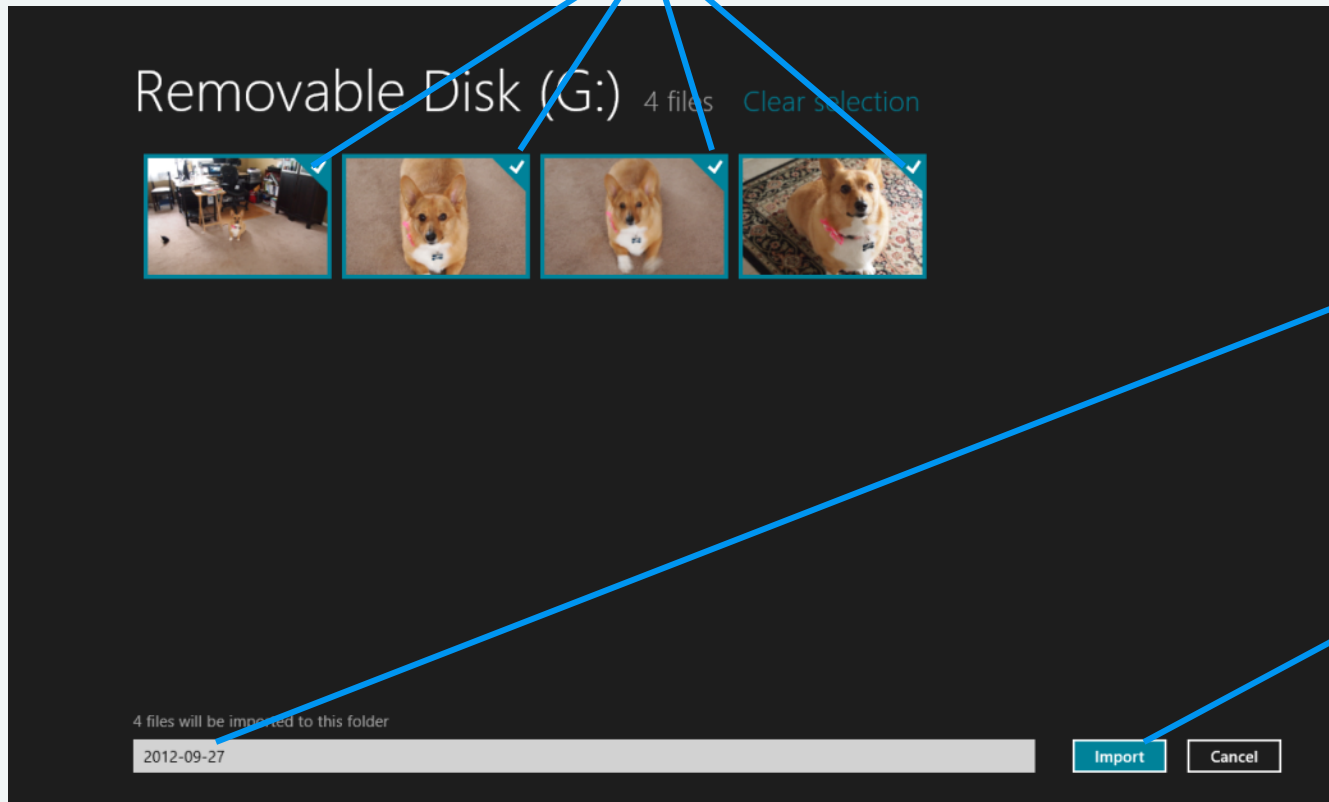 Removable Disk (G:) 4 files Clear selection
4 files will be imported to this folder
2012-09-27 Import Cancel